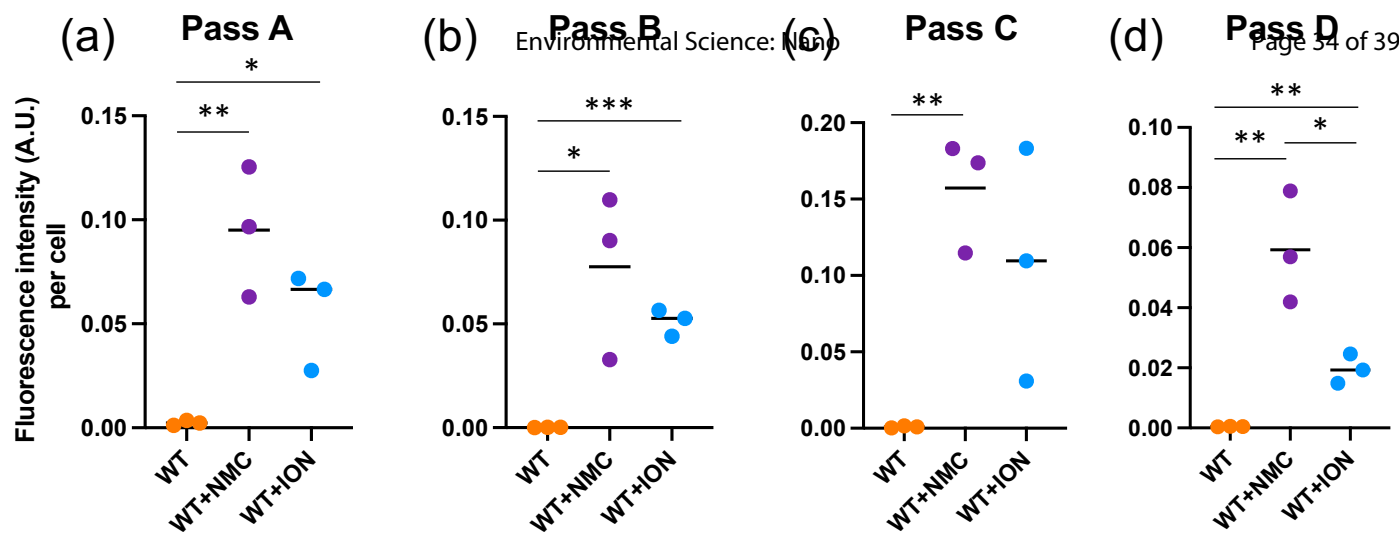 (a) Pass A
(b) Pass B
Environmental Science: Nano
(c) Pass C
(d) Pass D
Page 34 of 39
Fluorescence intensity (A.U.)
per cell
*
**
0.15
0.10
0.05
0.00
WT
WT+NMC
WT+ION
***
*
0.15
0.10
0.05
0.00
WT
WT+NMC
WT+ION
**
0.20
0.15
0.10
0.05
0.00
WT
WT+NMC
WT+ION
**
** *
0.10
0.08
0.06
0.04
0.02
0.00
WT
WT+NMC
WT+ION